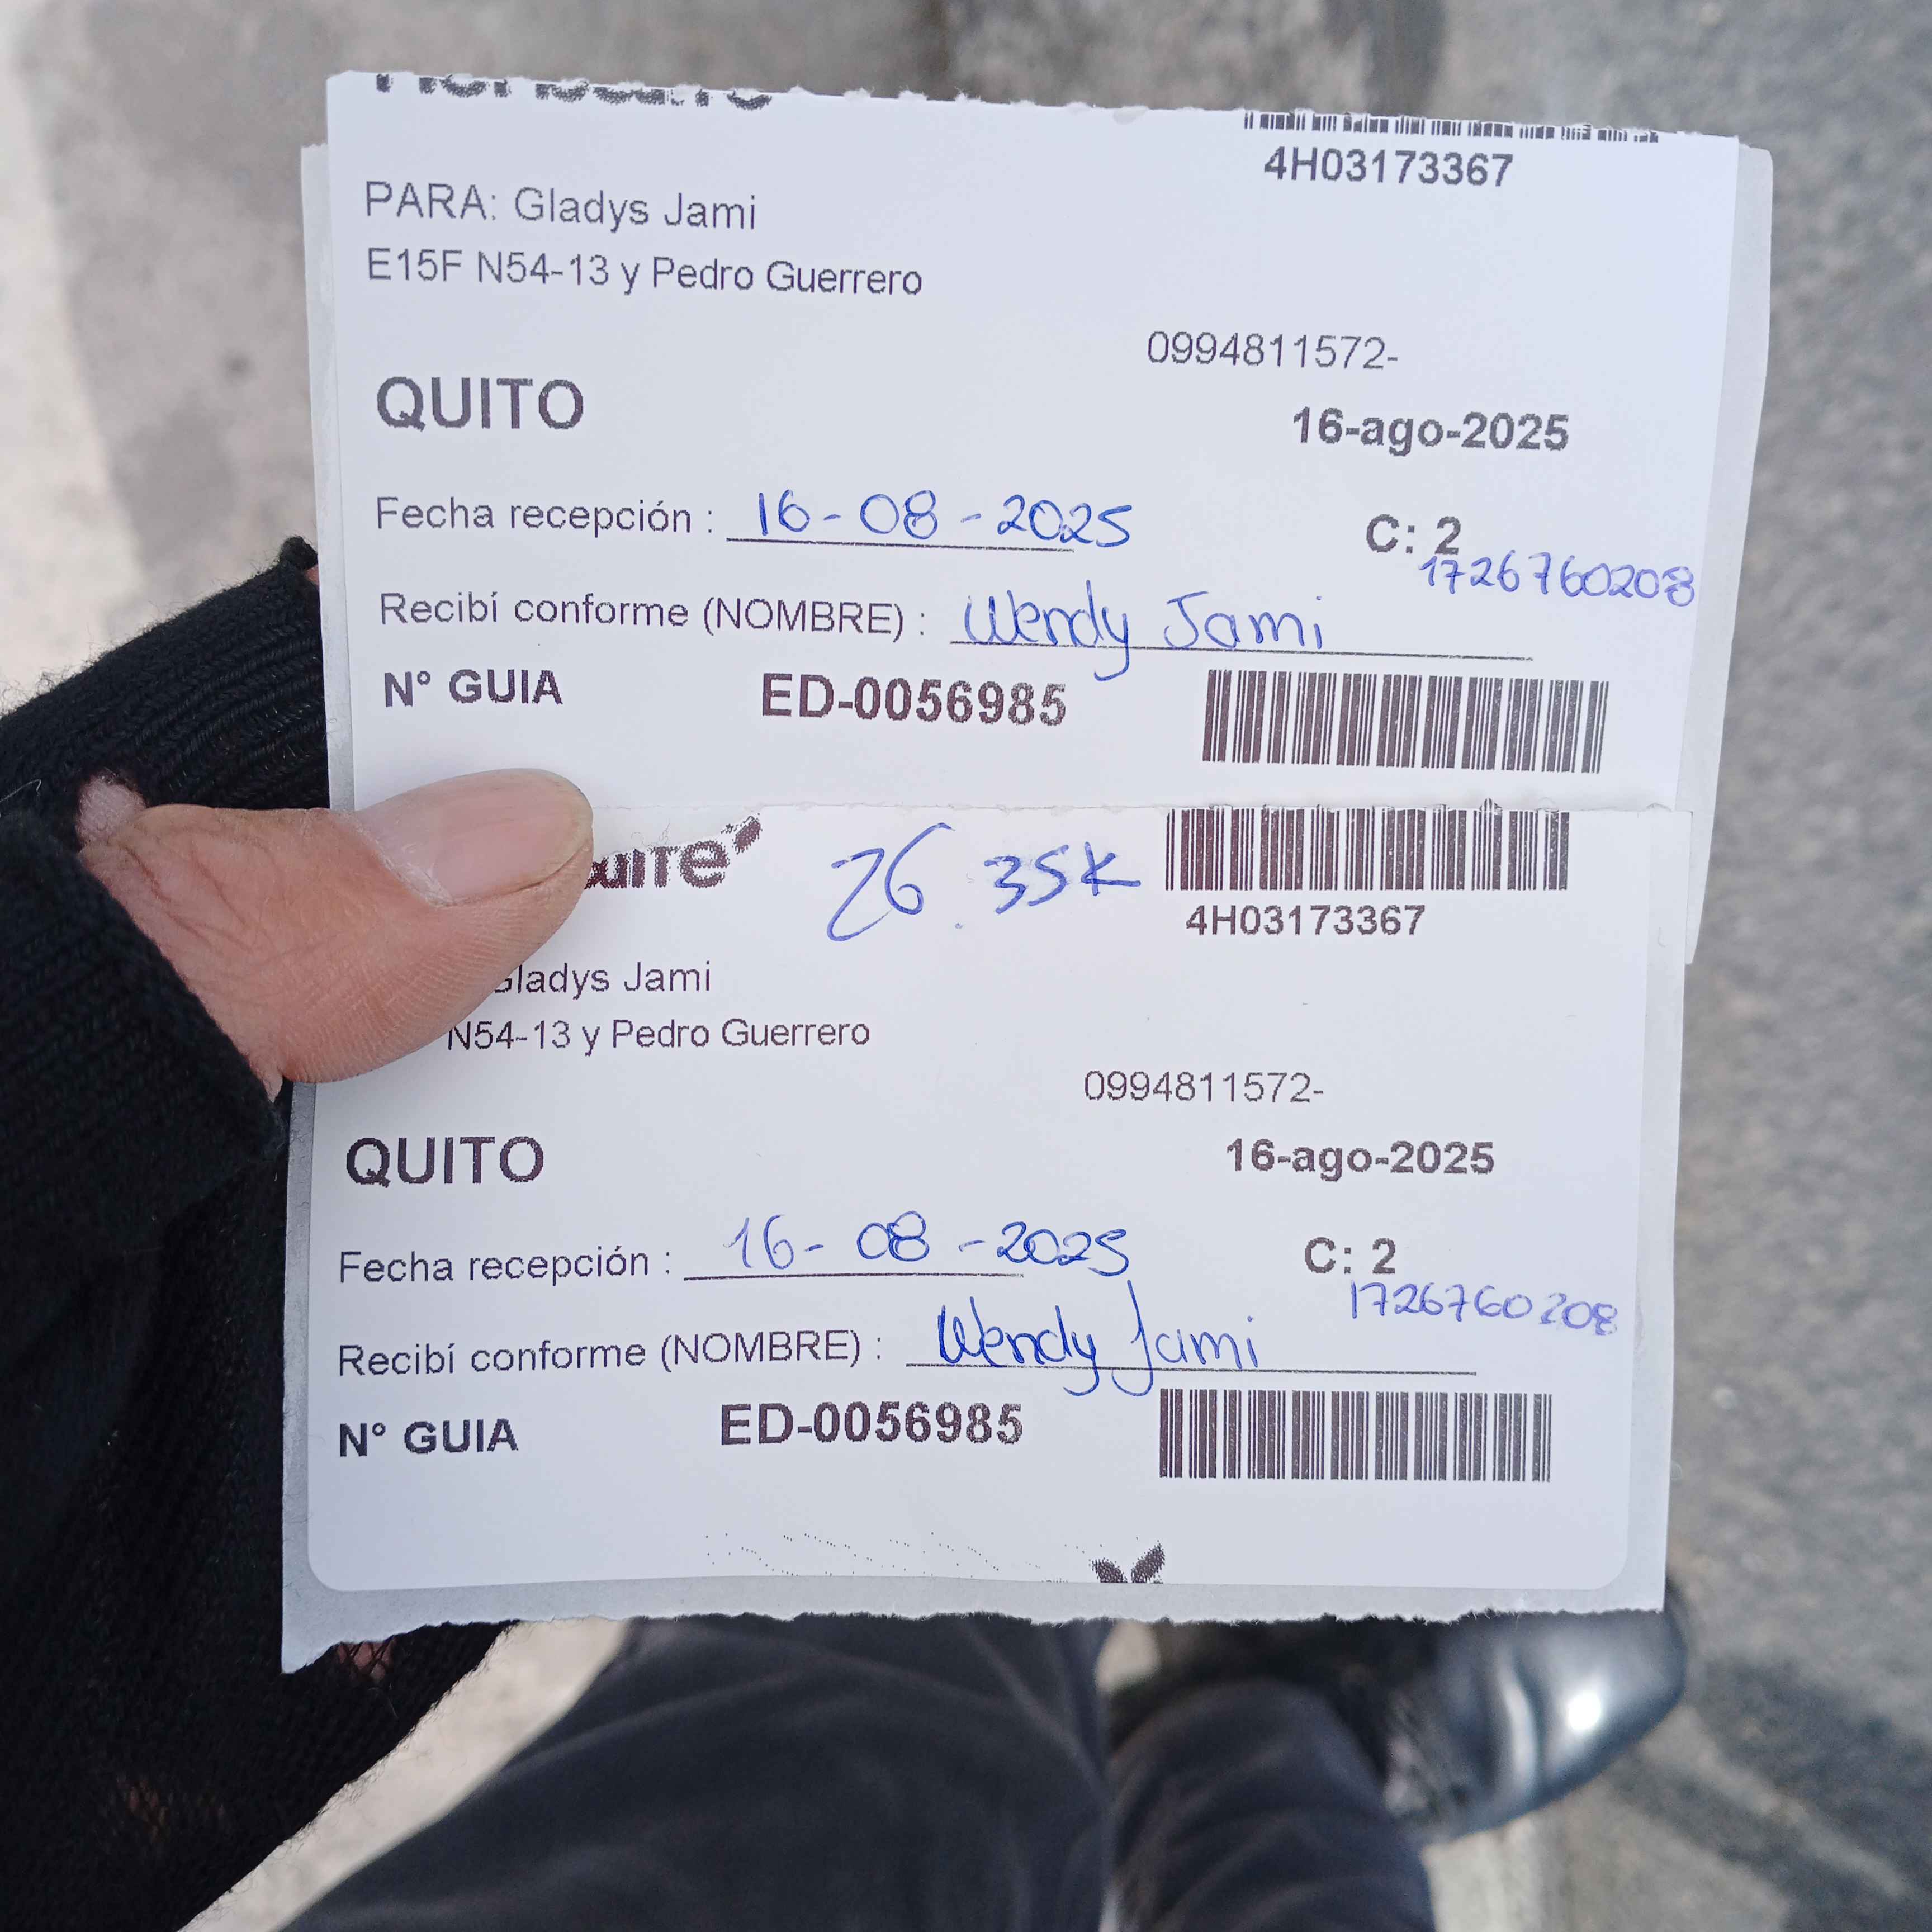 4H03173367
PARA: Gladys Jami
E15F N54-13 y Pedro Guerrero
0994811572-
QUITO
16-ago-2025
Fecha recepción : 16-08-2025
C: 2
1726760208
Recibí conforme (NOMBRE) : Wendy Jami
N° GUIA ED-0056985
26.35K
4H03173367
Gladys Jami
N54-13 y Pedro Guerrero
0994811572-
QUITO
16-ago-2025
Fecha recepción : 16-08-2025
C: 2
1726760208
Recibí conforme (NOMBRE) : Wendy Jami
N° GUIA ED-0056985